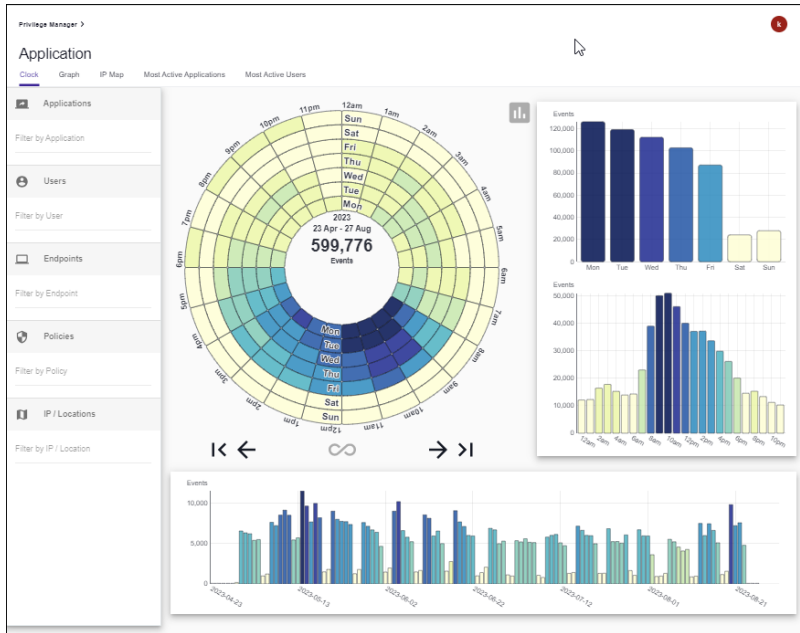 Privilege Manager >
k
Application
Clock Graph IP Map Most Active Applications Most Active Users
Applications
Filter by Application
Users
Filter by User
Endpoints
Filter by Endpoint
Policies
Filter by Policy
IP / Locations
Filter by IP / Location
12am
1am
2am
3am
4am
5am
6am
7am
8am
9am
10am
11am
12pm
1pm
2pm
3pm
4pm
5pm
6pm
7pm
8pm
9pm
10pm
11pm
Sun
Sat
Fri
Thu
Wed
Tue
Mon
2023
23 Apr - 27 Aug
599,776
Events
Mon
Tue
Wed
Thu
Fri
Sat
Sun
Events
120,000
100,000
80,000
60,000
40,000
20,000
0
Mon Tue Wed Thu Fri Sat Sun
Events
50,000
40,000
30,000
20,000
10,000
0
12am 2am 4am 6am 8am 10am 12pm 2pm 4pm 6pm 8pm 10pm
Events
10,000
5,000
0
2023-04-23 2023-05-13 2023-06-02 2023-06-22 2023-07-12 2023-08-01 2023-08-21